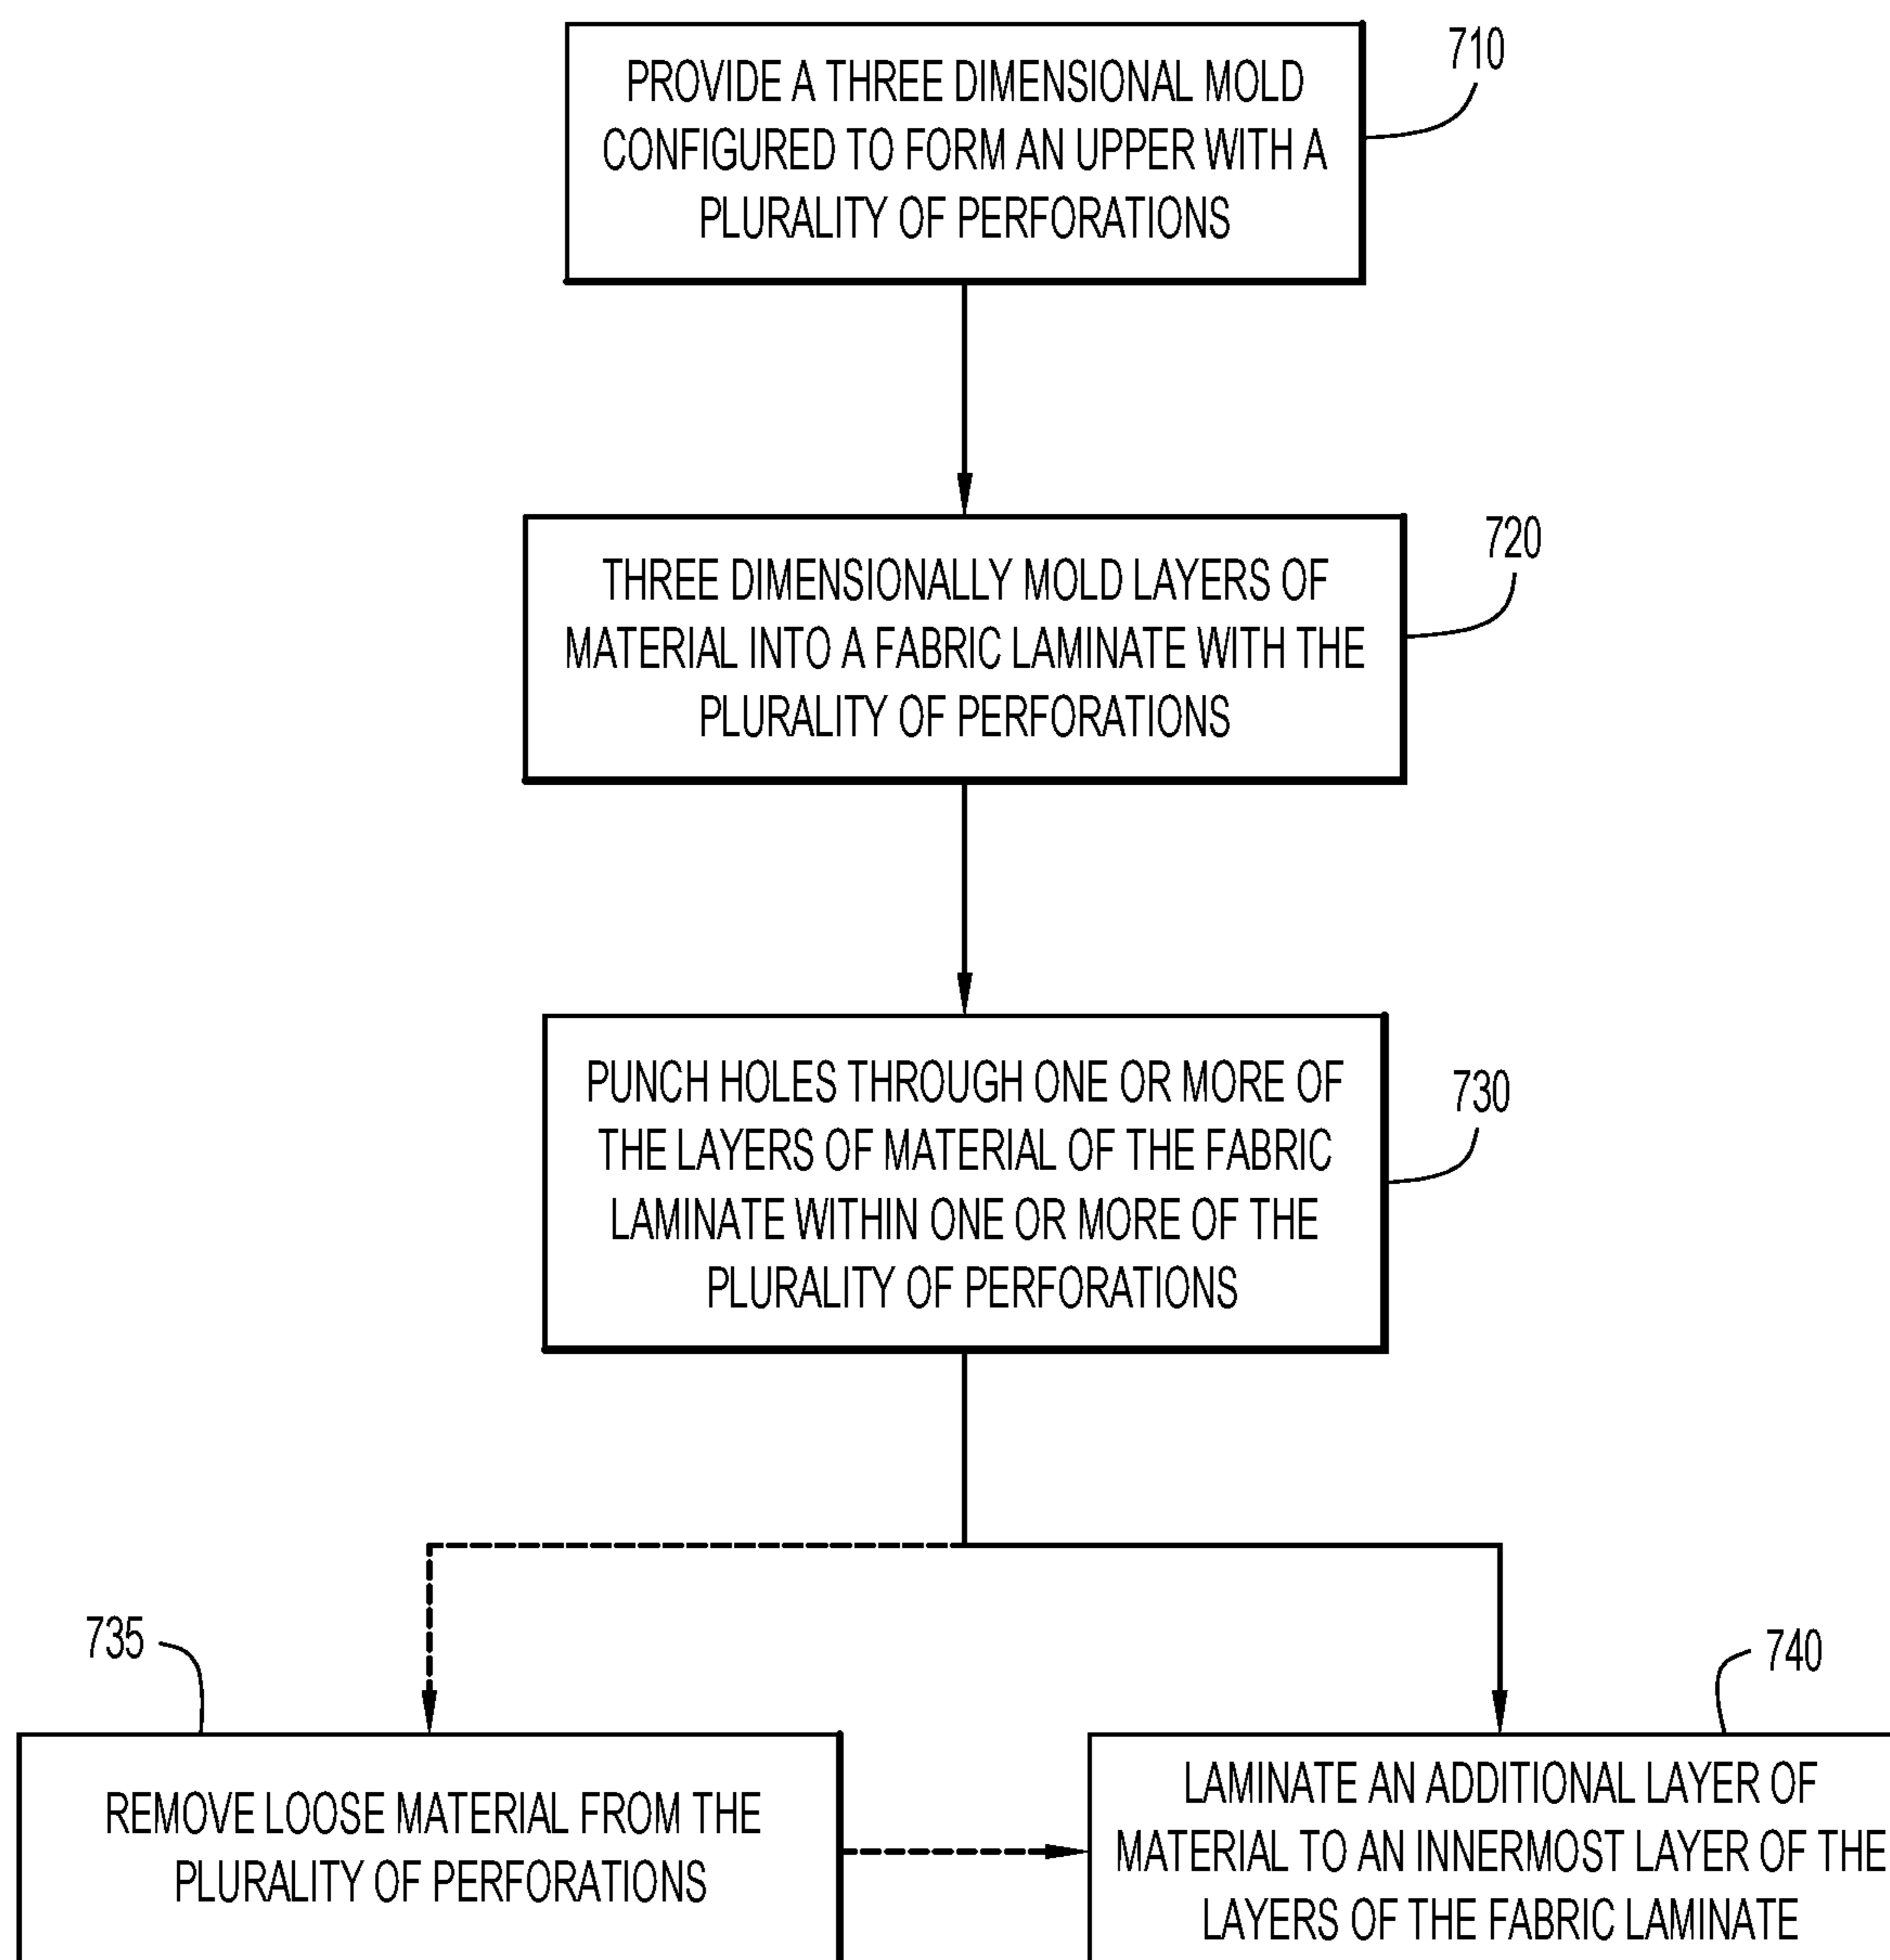 PROVIDE A THREE DIMENSIONAL MOLD
CONFIGURED TO FORM AN UPPER WITH A
PLURALITY OF PERFORATIONS
710
THREE DIMENSIONALLY MOLD LAYERS OF
MATERIAL INTO A FABRIC LAMINATE WITH THE
PLURALITY OF PERFORATIONS
720
PUNCH HOLES THROUGH ONE OR MORE OF
THE LAYERS OF MATERIAL OF THE FABRIC
LAMINATE WITHIN ONE OR MORE OF THE
PLURALITY OF PERFORATIONS
730
735
REMOVE LOOSE MATERIAL FROM THE
PLURALITY OF PERFORATIONS
740
LAMINATE AN ADDITIONAL LAYER OF
MATERIAL TO AN INNERMOST LAYER OF THE
LAYERS OF THE FABRIC LAMINATE